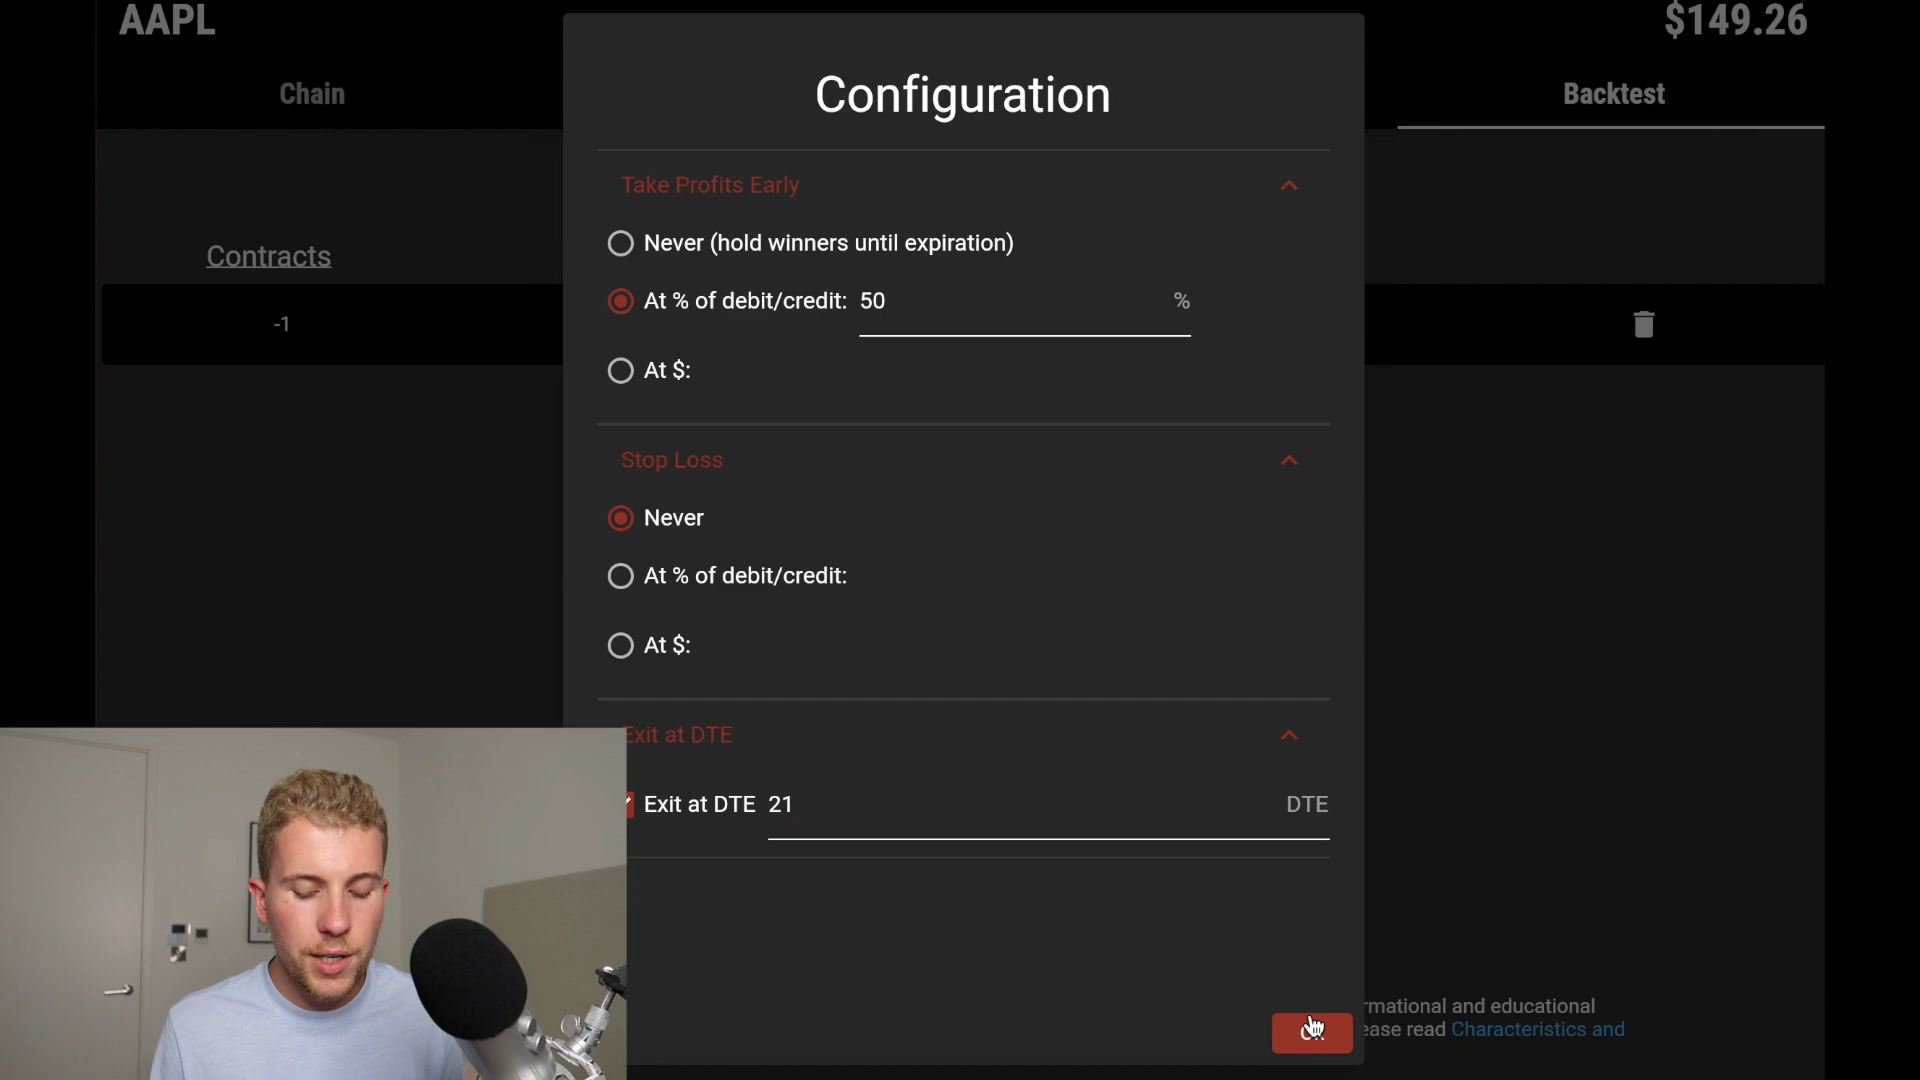 AAPL
$149.26
Chain
Backtest
Configuration
Take Profits Early
Never (hold winners until expiration)
Contracts
At % of debit/credit: 50 %
-1
At $:
Stop Loss
Never
At % of debit/credit:
At $:
Exit at DTE
Exit at DTE 21 DTE
rmational and educational
ease read Characteristics and